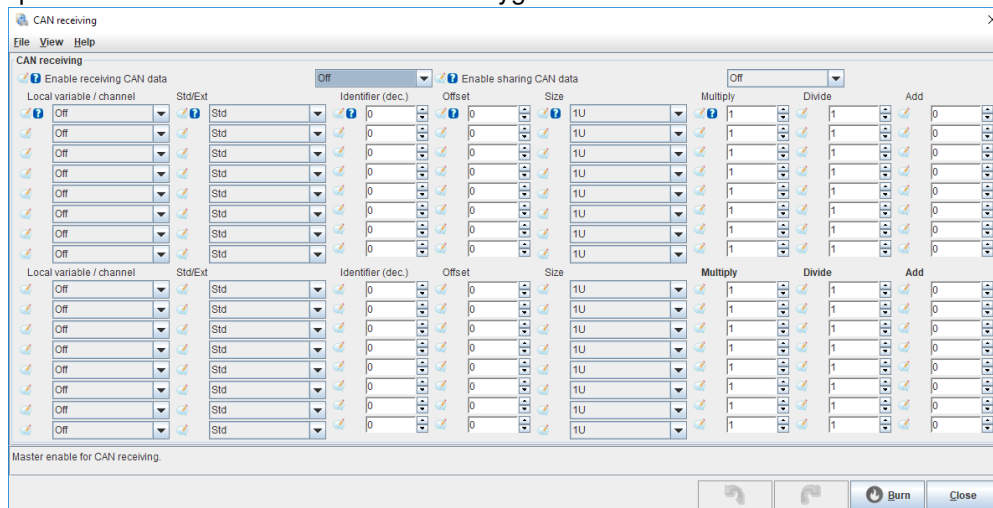 CAN receiving
File View Help
CAN receiving
Enable receiving CAN data Off Enable sharing CAN data Off
Local variable / channel Std/Ext Identifier (dec.) Offset Size Multiply Divide Add
Off Std 0 0 1U 1 1 0
Off Std 0 0 1U 1 1 0
Off Std 0 0 1U 1 1 0
Off Std 0 0 1U 1 1 0
Off Std 0 0 1U 1 1 0
Off Std 0 0 1U 1 1 0
Off Std 0 0 1U 1 1 0
Off Std 0 0 1U 1 1 0
Local variable / channel Std/Ext Identifier (dec.) Offset Size Multiply Divide Add
Off Std 0 0 1U 1 1 0
Off Std 0 0 1U 1 1 0
Off Std 0 0 1U 1 1 0
Off Std 0 0 1U 1 1 0
Off Std 0 0 1U 1 1 0
Off Std 0 0 1U 1 1 0
Off Std 0 0 1U 1 1 0
Off Std 0 0 1U 1 1 0
Master enable for CAN receiving.
Burn Close